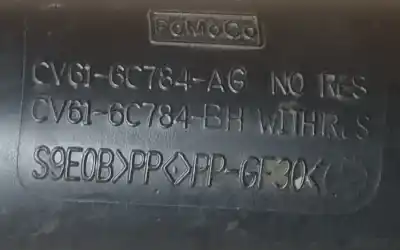 FoMoCo
CV61-6C784-AG NO RES
CV61-6C784-BH WITH RES
S9E0B>PP<>PP-GF30<